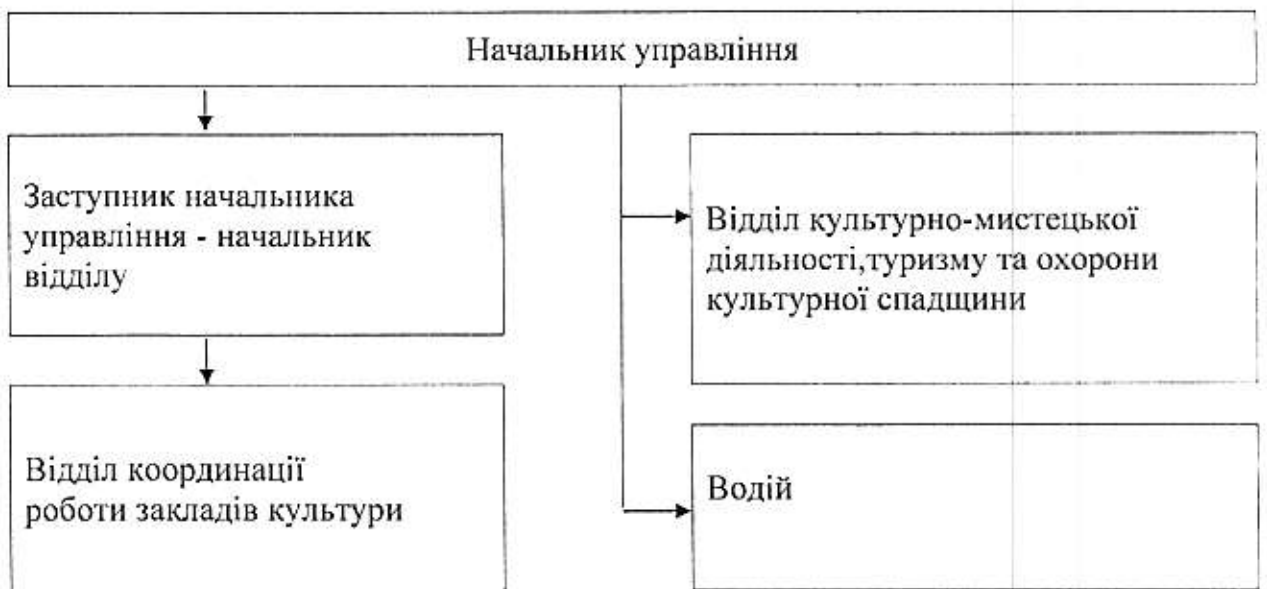 Начальник управління
Заступник начальника
управління - начальник
відділу
Відділ культурно-мистецької
діяльності,туризму та охорони
культурної спадщини
Відділ координації
роботи закладів культури
Водій